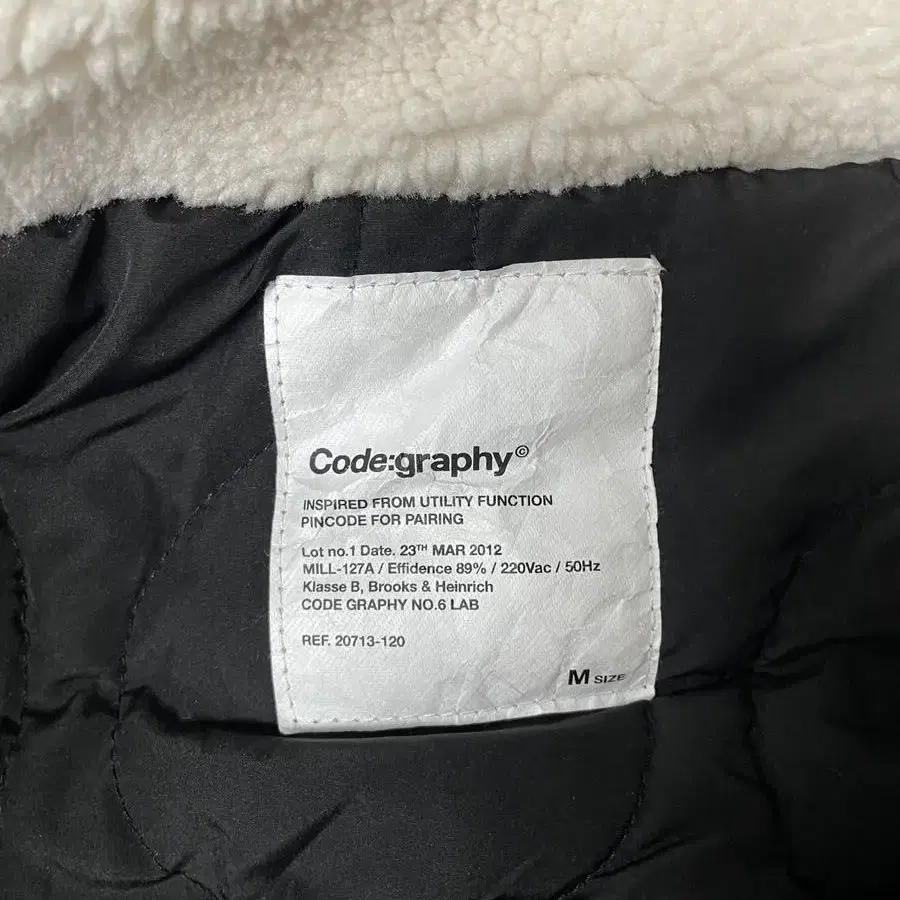 Code:graphy©
INSPIRED FROM UTILITY FUNCTION
PINCODE FOR PAIRING
Lot no.1 Date. 23TH MAR 2012
MILL-127A / Effidence 89% / 220Vac / 50Hz
Klasse B, Brooks & Heinrich
CODE GRAPHY NO.6 LAB
REF. 20713-120
M SIZE